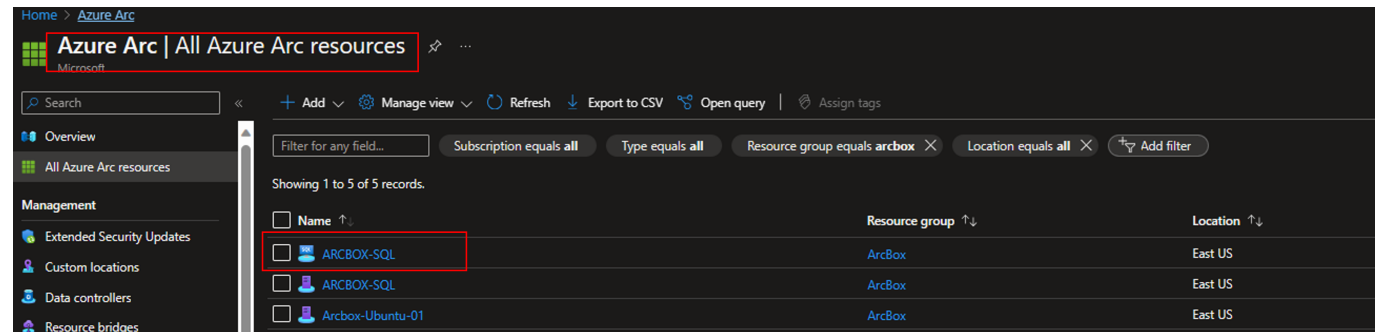 Home > Azure Arc
Azure Arc | All Azure Arc resources
Microsoft
Search
Overview
All Azure Arc resources
Management
Extended Security Updates
Custom locations
Data controllers
Resource bridges
Add Manage view Refresh Export to CSV Open query Assign tags
Filter for any field... Subscription equals all Type equals all Resource group equals arcbox Location equals all Add filter
Showing 1 to 5 of 5 records.
Name Resource group Location
ARCBOX-SQL ArcBox East US
ARCBOX-SQL ArcBox East US
Arcbox-Ubuntu-01 ArcBox East US